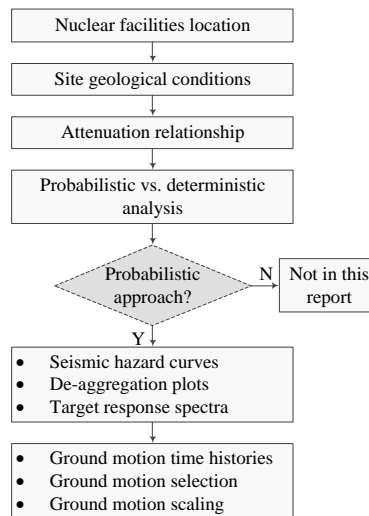 Nuclear facilities location
Site geological conditions
Attenuation relationship
Probabilistic vs. deterministic
analysis
Probabilistic
approach?
N
Not in this
report
Y
• Seismic hazard curves
• De-aggregation plots
• Target response spectra
• Ground motion time histories
• Ground motion selection
• Ground motion scaling